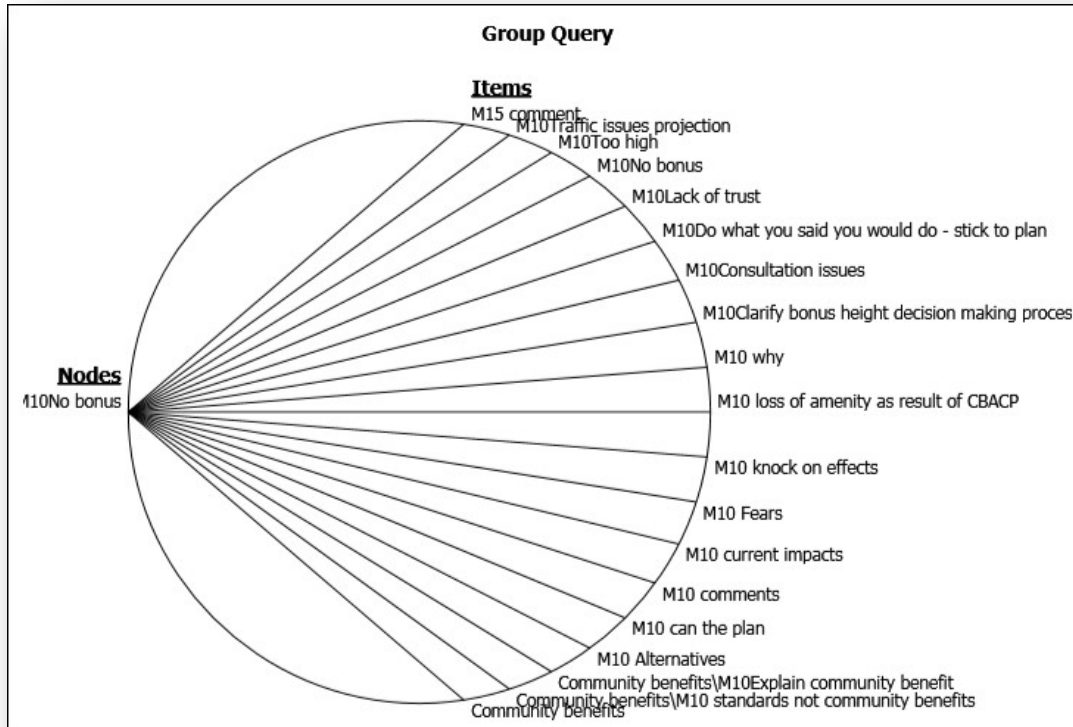 Group Query
Items
M15 comment
M10Traffic issues projection
M10Too high
M10No bonus
M10Lack of trust
M10Do what you said you would do - stick to plan
M10Consultation issues
M10Clarify bonus height decision making proces
M10 why
Nodes
M10No bonus
M10 loss of amenity as result of CBACP
M10 knock on effects
M10 Fears
M10 current impacts
M10 comments
M10 can the plan
M10 Alternatives
Community benefits\M10Explain community benefit
Community benefits\M10 standards not community benefits
Community benefits